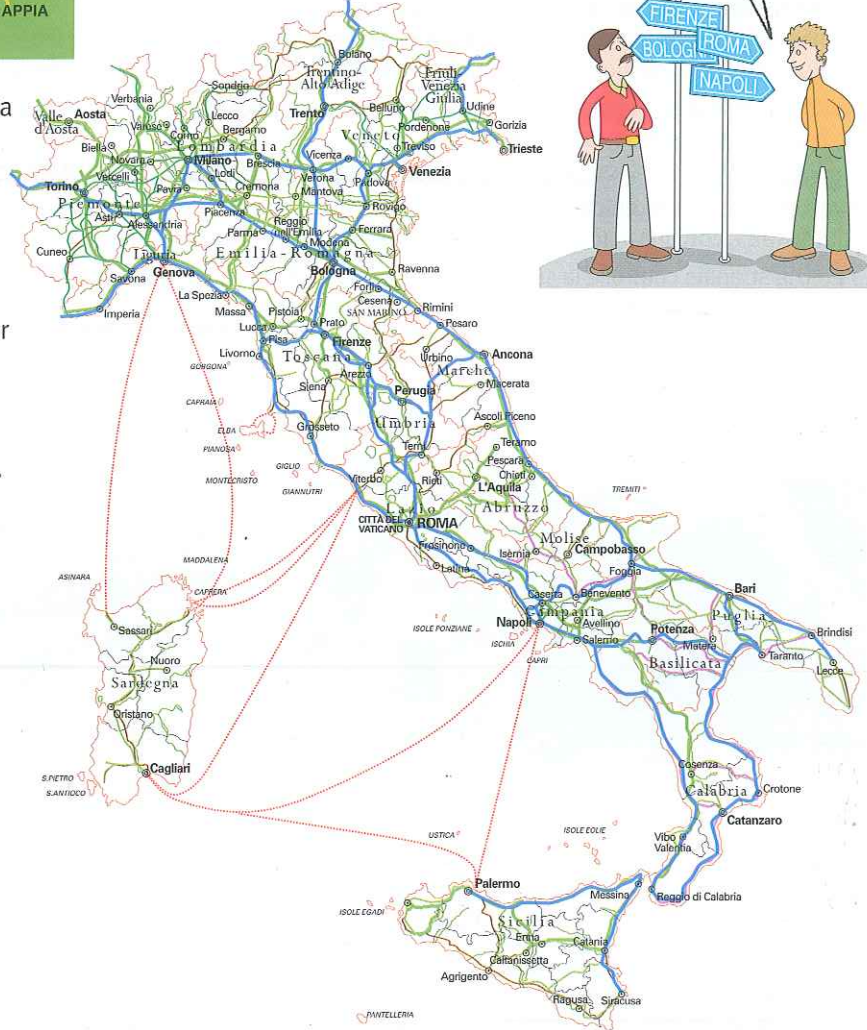 APPIA
a
er
FIRENZE
BOLOG
ROMA
NAPOLI
Bolano
Trentino-
Alto Adige
Friuli-
Venezia
Giulia
Sondrio
Verbania
Valle
d'Aosta
Aosta
Varese
Como
Lecco
Bergamo
Trento
Belluno
Udine
Pordenone
Gorizia
Veneto
Treviso
Trieste
Biella
Lombardia
Novara
Milano
Brescia
Vicenza
Venezia
Vercelli
Lodi
Verona
Padova
Torino
Pavia
Cremona
Mantova
Piemonte
Piacenza
Rovigo
Asti
Alessandria
Reggio
nell'Emilia
Parma
Ferrara
Modena
Cuneo
Liguria
Emilia-Romagna
Genova
Bologna
Savona
Ravenna
La Spezia
Forlì
Cesena
Imperia
Massa
Pistoia
SAN MARINO
Rimini
Lucca
Prato
Pesaro
Pisa
Firenze
Livorno
Toscana
Urbino
Ancona
GORGONA
Arezzo
Marche
Siena
Macerata
CAPRAIA
Perugia
Ascoli Piceno
ELBA
Grosseto
Umbria
PIANOSA
Teramo
Terni
GIGLIO
Pescara
MONTECRISTO
Viterbo
Rieti
Chieti
TREMITI
GIANNUTRI
L'Aquila
Lazio
Abruzzo
CITTÀ DEL
VATICANO
ROMA
Molise
Frosinone
Isernia
Campobasso
MADDALENA
Latina
Foggia
ASINARA
CAPRERA
Caserta
Benevento
Bari
Campania
Puglia
Sassari
ISOLE PONZIANE
Napoli
Avellino
Potenza
Brindisi
ISCHIA
Salerno
Matera
Nuoro
CAPRI
Basilicata
Taranto
Lecce
Sardegna
Oristano
Cagliari
Cosenza
S.PIETRO
Calabria
Crotone
S.ANTIOCO
Catanzaro
USTICA
ISOLE EOLIE
Vibo
Valentia
Palermo
Messina
Reggio di Calabria
ISOLE EGADI
Sicilia
Enna
Catania
Caltanissetta
Agrigento
Ragusa
Siracusa
PANTELLERIA